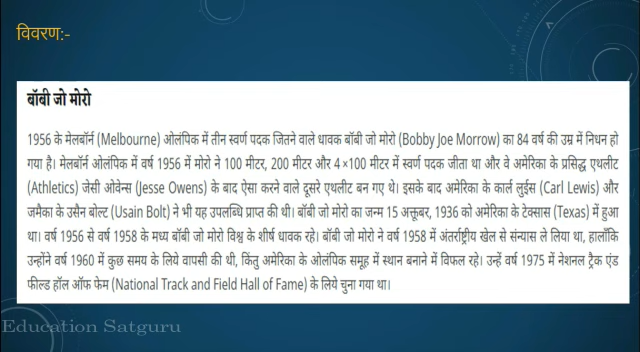 विवरण:-
बॉबी जो मोरो
1956 के मेलबॉर्न (Melbourne) ओलंपिक में तीन स्वर्ण पदक जितने वाले धावक बॉबी जो मोरो (Bobby Joe Morrow) का 84 वर्ष की उम्र में निधन हो
गया है। मेलबॉर्न ओलंपिक में वर्ष 1956 में मोरो ने 100 मीटर, 200 मीटर और 4 ×100 मीटर में स्वर्ण पदक जीता था और वे अमेरिका के प्रसिद्ध एथलीट
(Athletics) जेसी ओवेन्स (Jesse Owens) के बाद ऐसा करने वाले दूसरे एथलीट बन गए थे। इसके बाद अमेरिका के कार्ल लुईस (Carl Lewis) और
जमैका के उसैन बोल्ट (Usain Bolt) ने भी यह उपलब्धि प्राप्त की थी। बॉबी जो मोरो का जन्म 15 अक्तूबर, 1936 को अमेरिका के टेक्सास (Texas) में हुआ
था। वर्ष 1956 से वर्ष 1958 के मध्य बॉबी जो मोरो विश्व के शीर्ष धावक रहे। बॉबी जो मोरो ने वर्ष 1958 में अंतर्राष्ट्रीय खेल से संन्यास ले लिया था, हालाँकि
उन्होंने वर्ष 1960 में कुछ समय के लिये वापसी की थी, किंतु अमेरिका के ओलंपिक समूह में स्थान बनाने में विफल रहे। उन्हें वर्ष 1975 में नेशनल ट्रैक एंड
फील्ड हॉल ऑफ फेम (National Track and Field Hall of Fame) के लिये चुना गया था।
Education Satguru